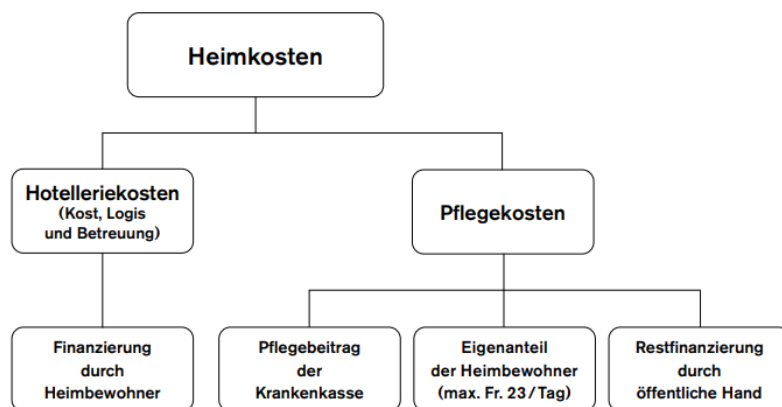 Heimkosten
Hotelleriekosten
(Kost, Logis
und Betreuung)
Pflegekosten
Finanzierung
durch
Heimbewohner
Pflegebeitrag
der
Krankenkasse
Eigenanteil
der Heimbewohner
(max. Fr. 23/Tag)
Restfinanzierung
durch
öffentliche Hand